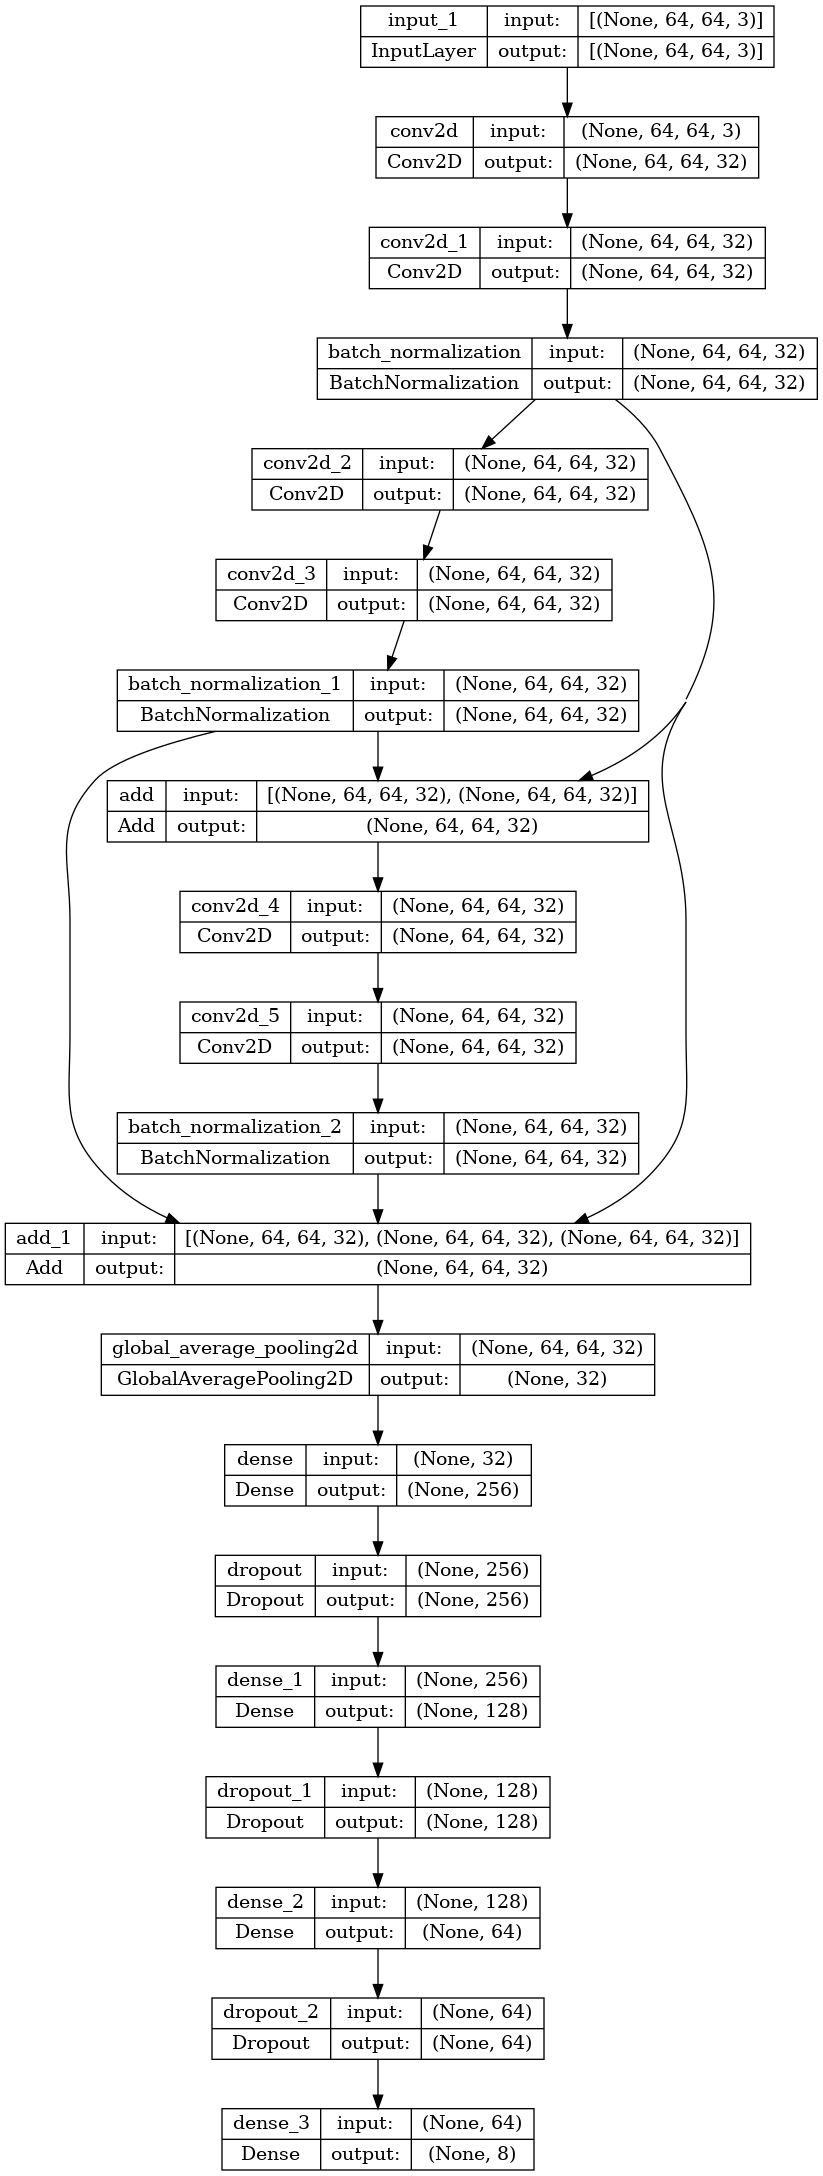 input_1 input: [(None, 64, 64, 3)]
InputLayer output: [(None, 64, 64, 3)]
conv2d input: (None, 64, 64, 3)
Conv2D output: (None, 64, 64, 32)
conv2d_1 input: (None, 64, 64, 32)
Conv2D output: (None, 64, 64, 32)
batch_normalization input: (None, 64, 64, 32)
BatchNormalization output: (None, 64, 64, 32)
conv2d_2 input: (None, 64, 64, 32)
Conv2D output: (None, 64, 64, 32)
conv2d_3 input: (None, 64, 64, 32)
Conv2D output: (None, 64, 64, 32)
batch_normalization_1 input: (None, 64, 64, 32)
BatchNormalization output: (None, 64, 64, 32)
add input: [(None, 64, 64, 32), (None, 64, 64, 32)]
Add output: (None, 64, 64, 32)
conv2d_4 input: (None, 64, 64, 32)
Conv2D output: (None, 64, 64, 32)
conv2d_5 input: (None, 64, 64, 32)
Conv2D output: (None, 64, 64, 32)
batch_normalization_2 input: (None, 64, 64, 32)
BatchNormalization output: (None, 64, 64, 32)
add_1 input: [(None, 64, 64, 32), (None, 64, 64, 32), (None, 64, 64, 32)]
Add output: (None, 64, 64, 32)
global_average_pooling2d input: (None, 64, 64, 32)
GlobalAveragePooling2D output: (None, 32)
dense input: (None, 32)
Dense output: (None, 256)
dropout input: (None, 256)
Dropout output: (None, 256)
dense_1 input: (None, 256)
Dense output: (None, 128)
dropout_1 input: (None, 128)
Dropout output: (None, 128)
dense_2 input: (None, 128)
Dense output: (None, 64)
dropout_2 input: (None, 64)
Dropout output: (None, 64)
dense_3 input: (None, 64)
Dense output: (None, 8)